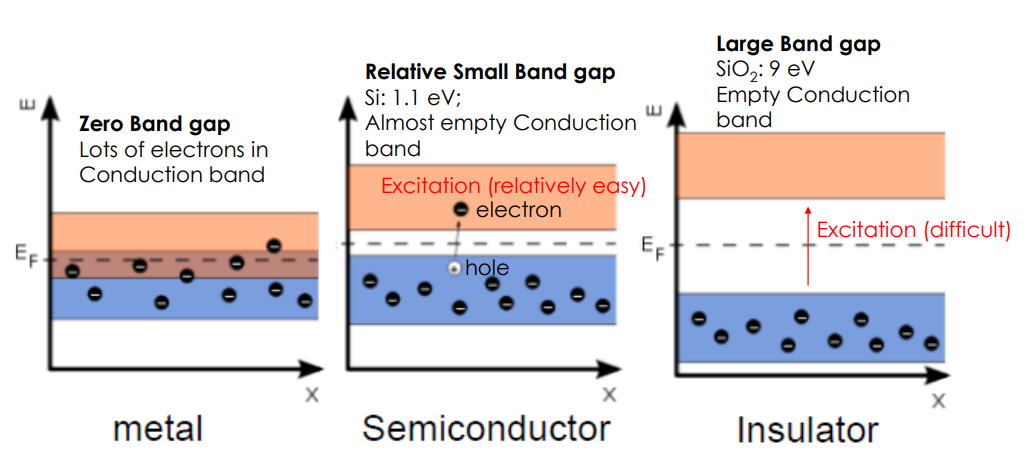 Zero Band gap
Lots of electrons in
Conduction band
E
E_F
x
metal
Relative Small Band gap
Si: 1.1 eV;
Almost empty Conduction
band
Excitation (relatively easy)
electron
hole
x
Semiconductor
Large Band gap
SiO₂: 9 eV
Empty Conduction
band
E
E_F
Excitation (difficult)
x
Insulator